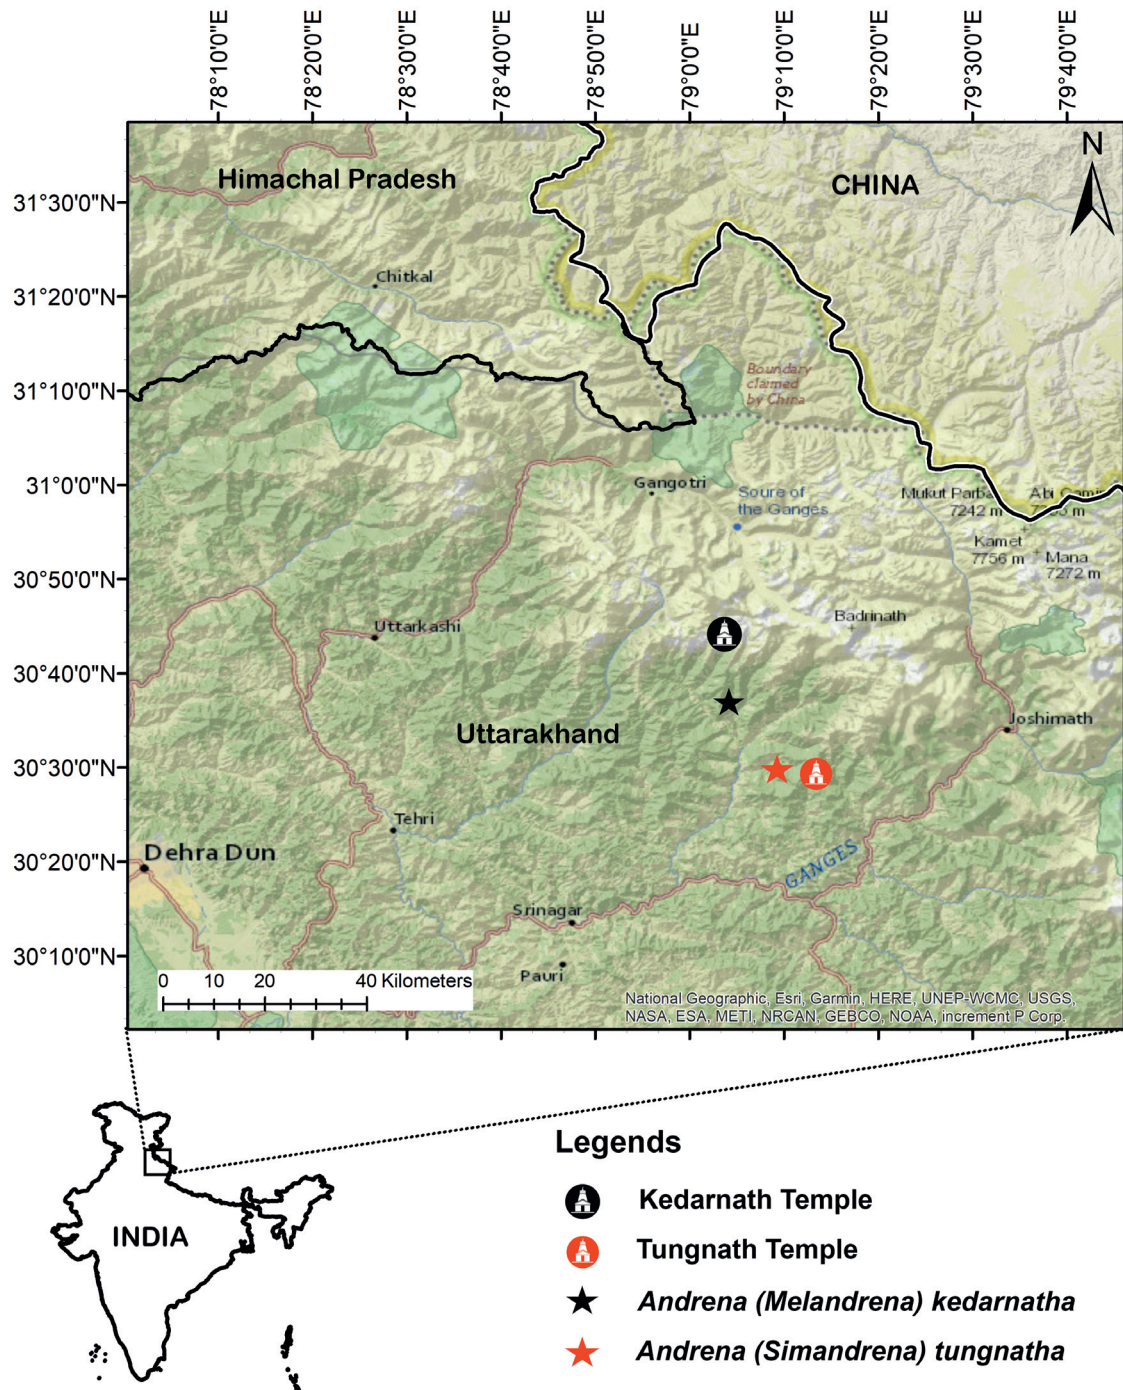 78°10'0"E
78°20'0"E
78°30'0"E
78°40'0"E
78°50'0"E
79°0'0"E
79°10'0"E
79°20'0"E
79°30'0"E
79°40'0"E
N
Himachal Pradesh
CHINA
31°30'0"N
Chitkal
31°20'0"N
Boundary
claimed
by China
31°10'0"N
31°0'0"N
Gangotri
Soure of
the Ganges
Mukut Parba
7242 m
Abi Gamin
Kamet
7756 m
Mana
7272 m
30°50'0"N
Uttarkashi
Badrinath
30°40'0"N
Uttarakhand
Joshimath
30°30'0"N
Tehri
Dehra Dun
30°20'0"N
GANGES
Srinagar
30°10'0"N
Pauri
0 10 20 40 Kilometers
National Geographic, Esri, Garmin, HERE, UNEP-WCMC, USGS,
NASA, ESA, METI, NRCAN, GEBCO, NOAA, increment P Corp.
INDIA
Legends
Kedarnath Temple
Tungnath Temple
Andrena (Melandrena) kedarnatha
Andrena (Simandrena) tungnatha